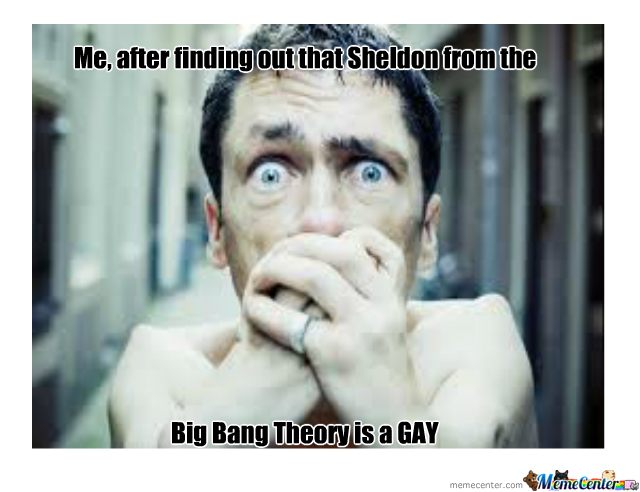 Me, after finding out that Sheldon from the
Big Bang Theory is a GAY
memecenter.com MemeCenter